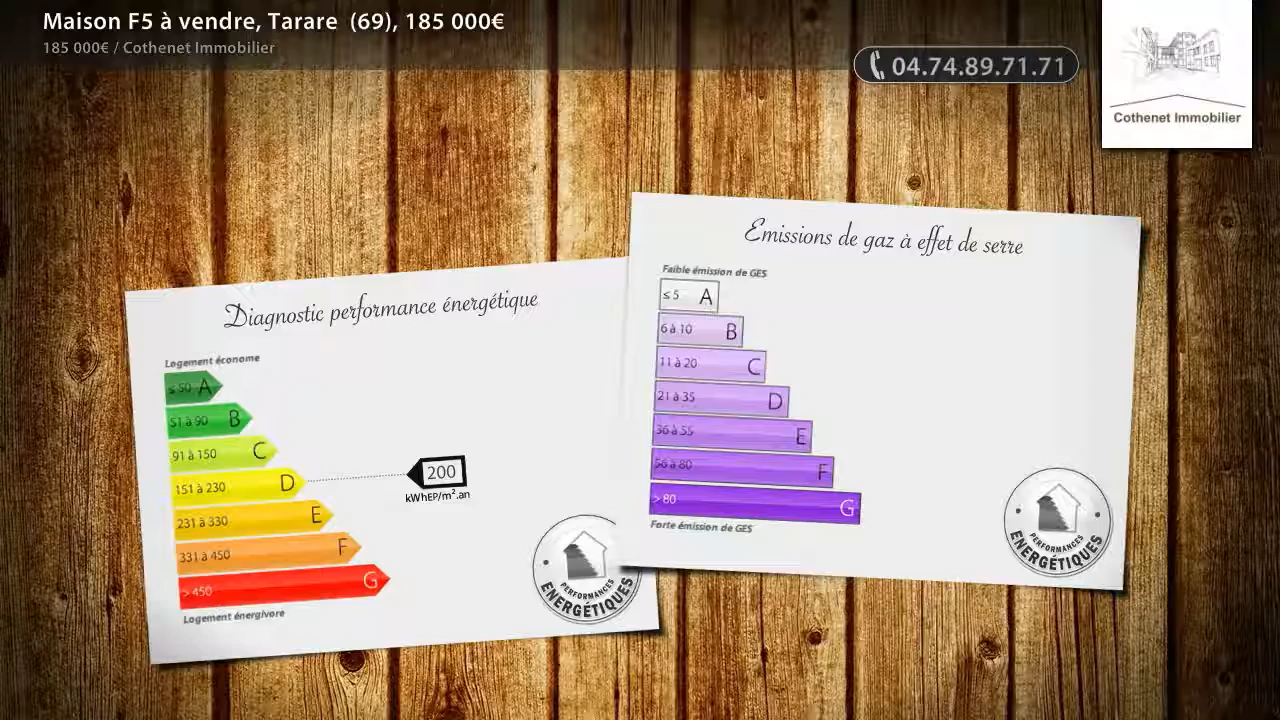 Maison F5 à vendre, Tarare (69), 185 000€
185 000€ / Cothenet Immobilier
04.74.89.71.71
Cothenet Immobilier
Diagnostic performance énergétique
Logement économe
≤ 50 A
51 à 90 B
91 à 150 C
151 à 230 D
200
kWhEP/m².an
231 à 330 E
331 à 450 F
> 450 G
Logement énergivore
PERFORMANCES
ENERGÉTIQUES
Emissions de gaz à effet de serre
Faible émission de GES
≤ 5 A
6 à 10 B
11 à 20 C
21 à 35 D
36 à 55 E
56 à 80 F
> 80 G
Forte émission de GES
PERFORMANCES
ENERGÉTIQUES